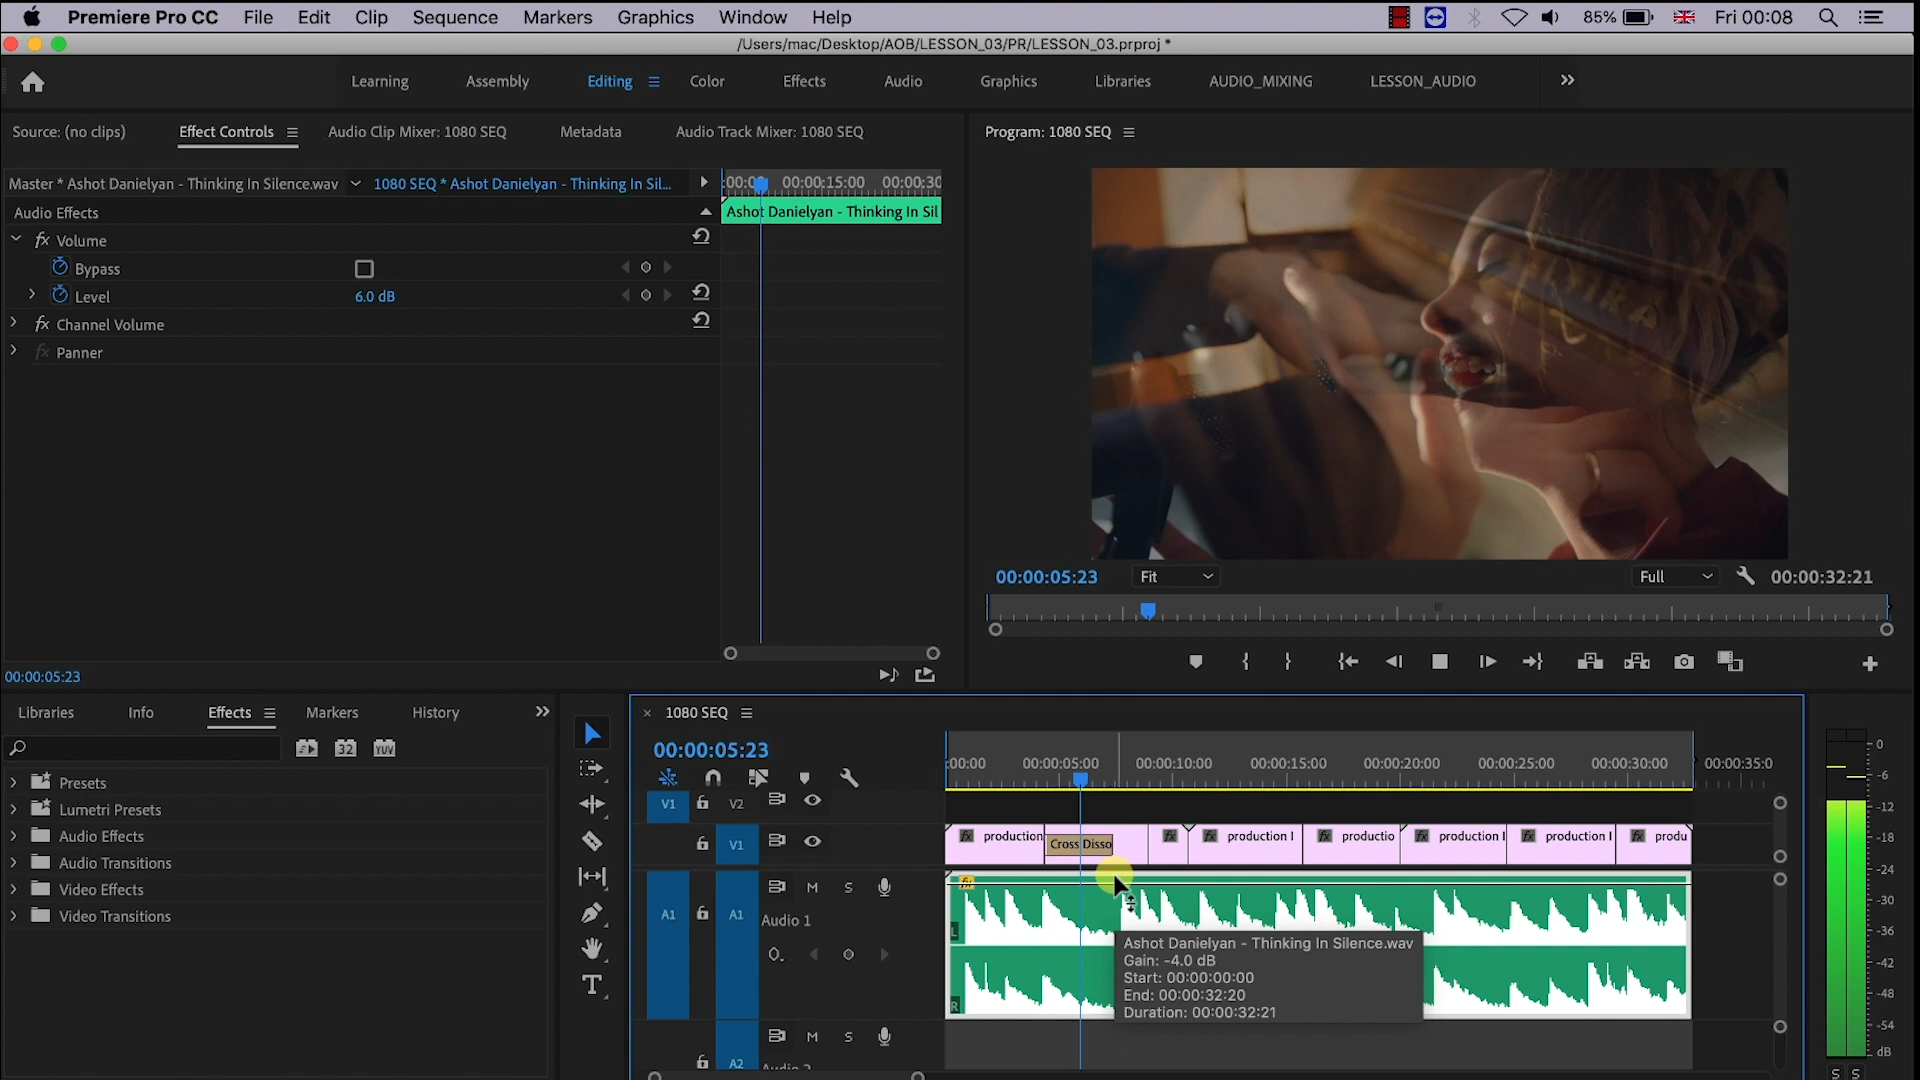 Premiere Pro CC File Edit Clip Sequence Markers Graphics Window Help 85% Fri 00:08
/Users/mac/Desktop/AOB/LESSON_03/PR/LESSON_03.prproj *
Learning Assembly Editing Color Effects Audio Graphics Libraries AUDIO_MIXING LESSON_AUDIO
Source: (no clips) Effect Controls Audio Clip Mixer: 1080 SEQ Metadata Audio Track Mixer: 1080 SEQ
Program: 1080 SEQ
Master * Ashot Danielyan - Thinking In Silence.wav 1080 SEQ * Ashot Danielyan - Thinking In Sil...
:00:00 00:00:15:00 00:00:30
Audio Effects
Ashot Danielyan - Thinking In Sil
fx Volume
Bypass
Level 6.0 dB
fx Channel Volume
fx Panner
00:00:05:23 Fit Full 00:00:32:21
00:00:05:23
Libraries Info Effects Markers History
32 YUV
Presets
Lumetri Presets
Audio Effects
Audio Transitions
Video Effects
Video Transitions
T
1080 SEQ
00:00:05:23
:00:00 00:00:05:00 00:00:10:00 00:00:15:00 00:00:20:00 00:00:25:00 00:00:30:00 00:00:35:0
V1 V2
V1
fx production Cross Disso fx fx production I fx productio fx production I fx production I fx produ
A1 A1 M S
Audio 1
fx
L
R
Ashot Danielyan - Thinking In Silence.wav
Gain: -4.0 dB
Start: 00:00:00:00
End: 00:00:32:20
Duration: 00:00:32:21
M S
A2 Audio 2
0
-6
-12
-18
-24
-30
-36
-42
-48
-54
dB
S S